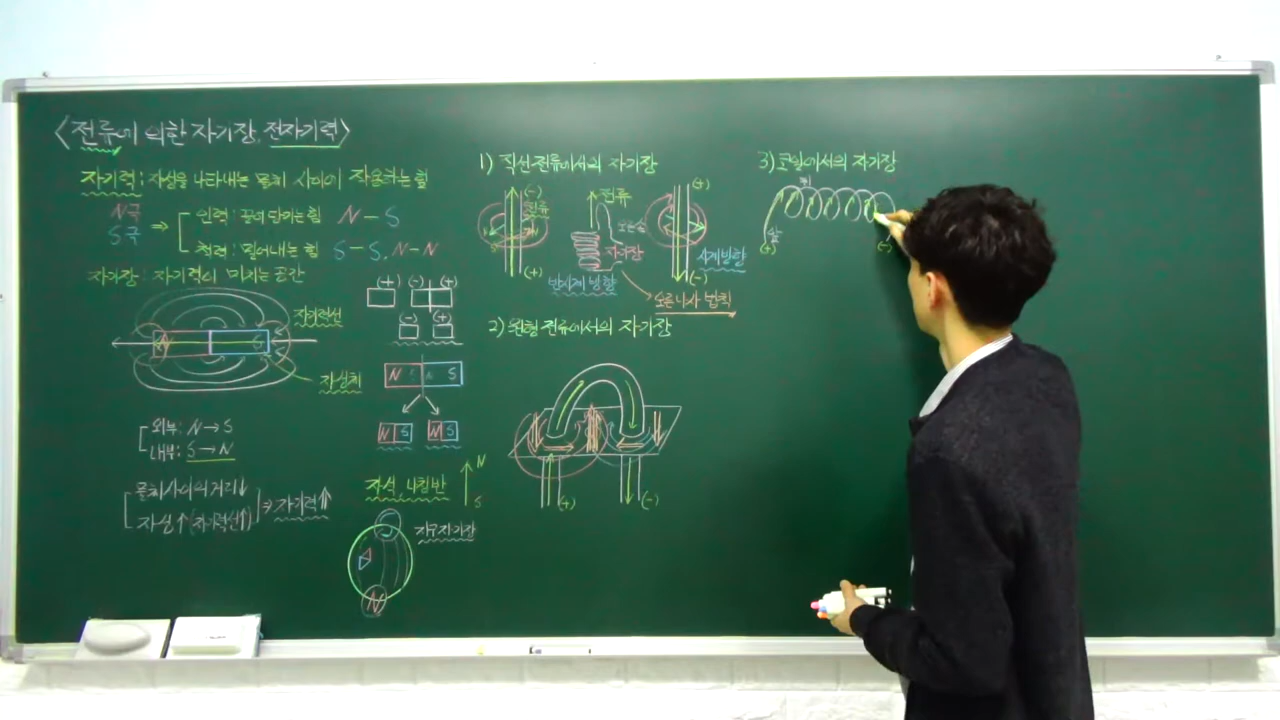 <전류에 의한 자기장, 전자기력>
자기력: 자성을 나타내는 물체 사이에 작용하는 힘
N극
S극
⇒
인력: 끌어당기는 힘 N-S
척력: 밀어내는 힘 S-S, N-N
자기장: 자기력이 미치는 공간
자기력선
자성체
N S
외부: N→S
내부: S→N
물체사이의 거리↓
자성↑(자기력선↑)
⇒ 자기력↑
(+) (-) (+)
(-) (+)
N S
N S N S
자석, 나침반
N
S
지구자기장
N
1) 직선전류에서의 자기장
(-)
전류
(+)
전류
오른손
자기장
반시계 방향
(+)
(-)
시계방향
오른나사 법칙
2) 원형전류에서의 자기장
(+) (-)
3) 코일에서의 자기장
뒤
앞
(+) (-)